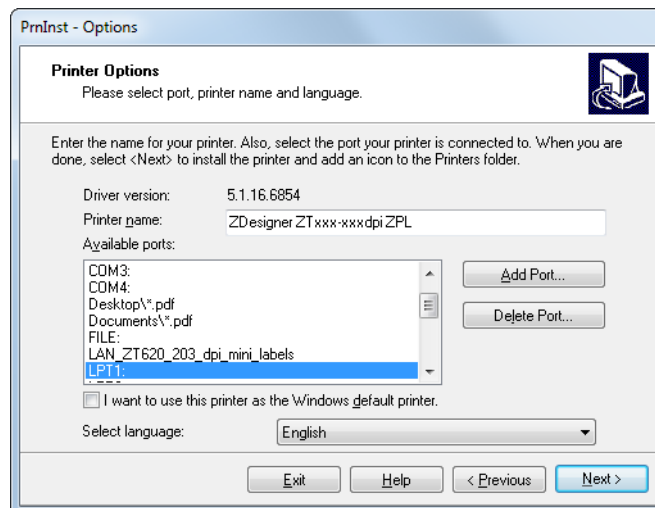 PrnInst - Options
Printer Options
Please select port, printer name and language.
Enter the name for your printer. Also, select the port your printer is connected to. When you are
done, select <Next> to install the printer and add an icon to the Printers folder.
Driver version: 5.1.16.6854
Printer name: ZDesigner ZTxxx-xxxdpi ZPL
Available ports:
COM3:
COM4:
Desktop\*.pdf
Documents\*.pdf
FILE:
LAN_ZT620_203_dpi_mini_labels
LPT1:
Add Port...
Delete Port...
I want to use this printer as the Windows default printer.
Select language: English
Exit Help < Previous Next >